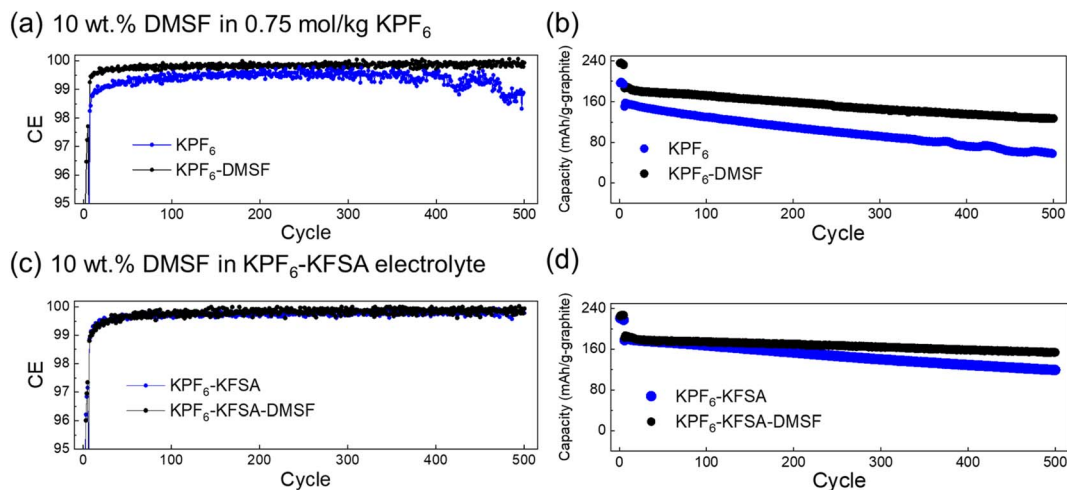 (a) 10 wt.% DMSF in 0.75 mol/kg KPF₆
100
99
98
97
96
95
CE
KPF₆
KPF₆-DMSF
0 100 200 300 400 500
Cycle
(b)
240
160
80
0
Capacity (mAh/g-graphite)
KPF₆
KPF₆-DMSF
0 100 200 300 400 500
Cycle
(c) 10 wt.% DMSF in KPF₆-KFSA electrolyte
100
99
98
97
96
95
CE
KPF₆-KFSA
KPF₆-KFSA-DMSF
0 100 200 300 400 500
Cycle
(d)
240
160
80
0
Capacity (mAh/g-graphite)
KPF₆-KFSA
KPF₆-KFSA-DMSF
0 100 200 300 400 500
Cycle